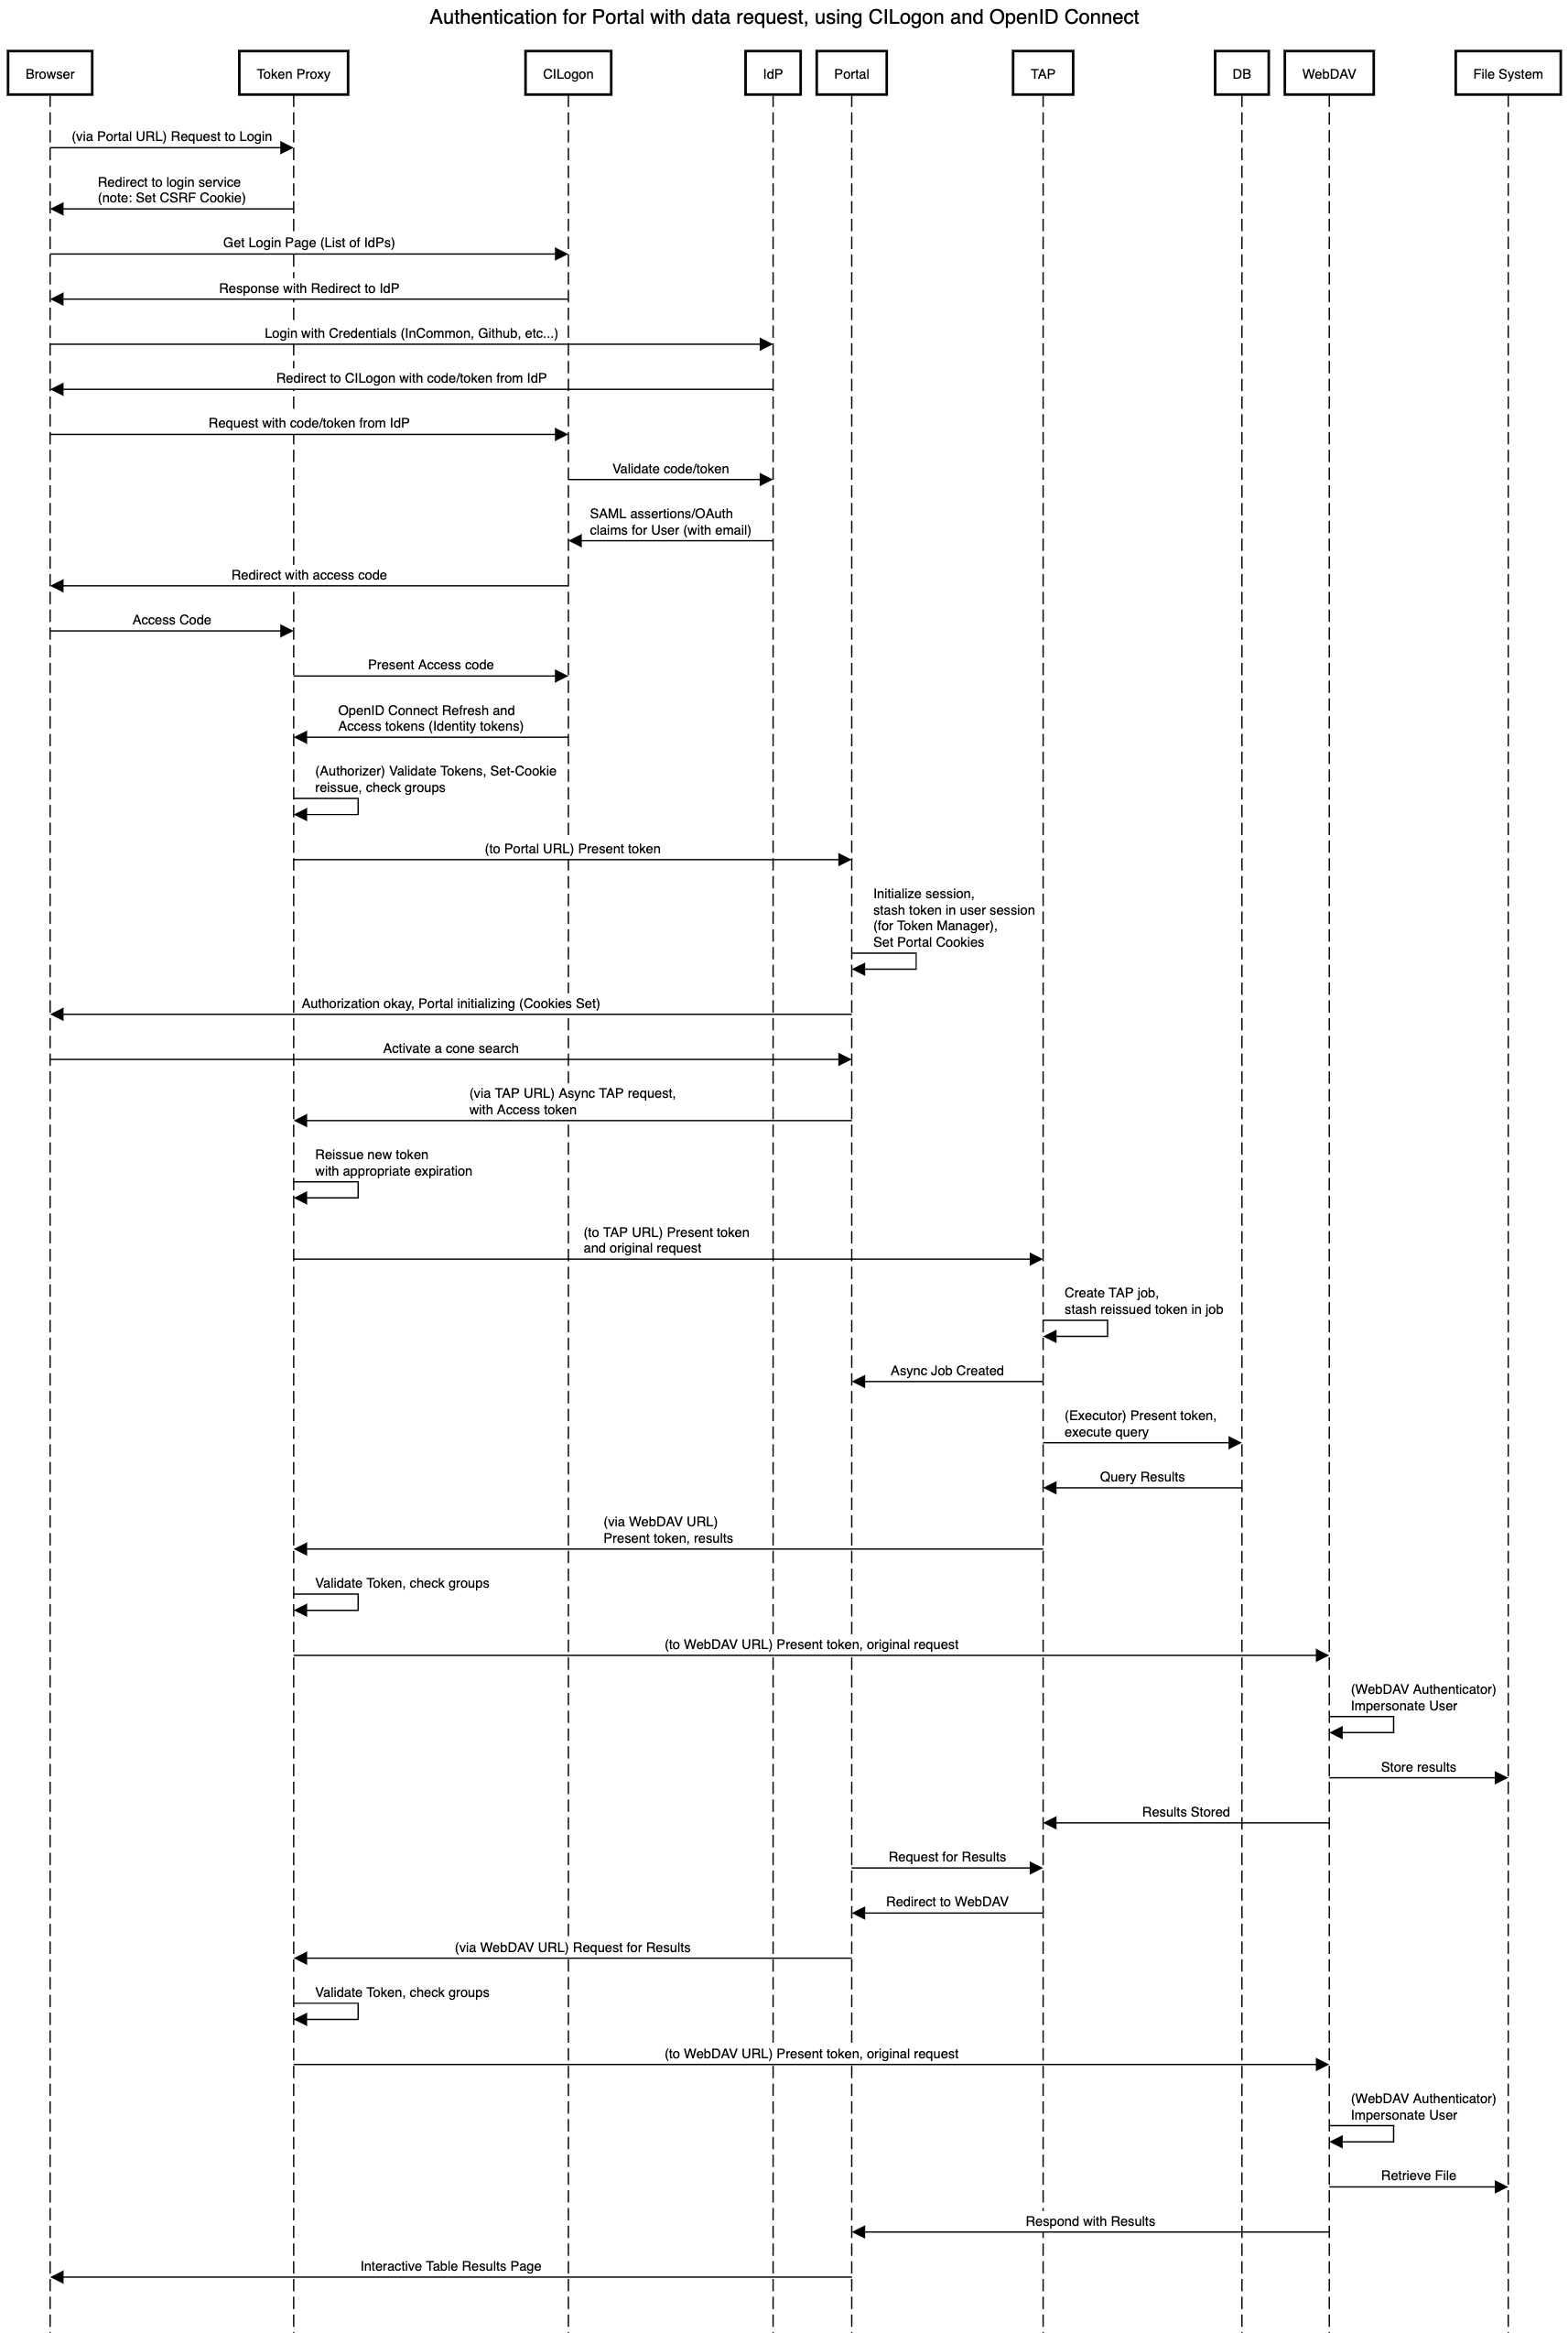 Authentication for Portal with data request, using CILogon and OpenID Connect
Browser
Token Proxy
CILogon
IdP
Portal
TAP
DB
WebDAV
File System
(via Portal URL) Request to Login
Redirect to login service
(note: Set CSRF Cookie)
Get Login Page (List of IdPs)
Response with Redirect to IdP
Login with Credentials (InCommon, Github, etc...)
Redirect to CILogon with code/token from IdP
Request with code/token from IdP
Validate code/token
SAML assertions/OAuth
claims for User (with email)
Redirect with access code
Access Code
Present Access code
OpenID Connect Refresh and
Access tokens (Identity tokens)
(Authorizer) Validate Tokens, Set-Cookie
reissue, check groups
(to Portal URL) Present token
Initialize session,
stash token in user session
(for Token Manager),
Set Portal Cookies
Authorization okay, Portal initializing (Cookies Set)
Activate a cone search
(via TAP URL) Async TAP request,
with Access token
Reissue new token
with appropriate expiration
(to TAP URL) Present token
and original request
Create TAP job,
stash reissued token in job
Async Job Created
(Executor) Present token,
execute query
Query Results
(via WebDAV URL)
Present token, results
Validate Token, check groups
(to WebDAV URL) Present token, original request
(WebDAV Authenticator)
Impersonate User
Store results
Results Stored
Request for Results
Redirect to WebDAV
(via WebDAV URL) Request for Results
Validate Token, check groups
(to WebDAV URL) Present token, original request
(WebDAV Authenticator)
Impersonate User
Retrieve File
Respond with Results
Interactive Table Results Page